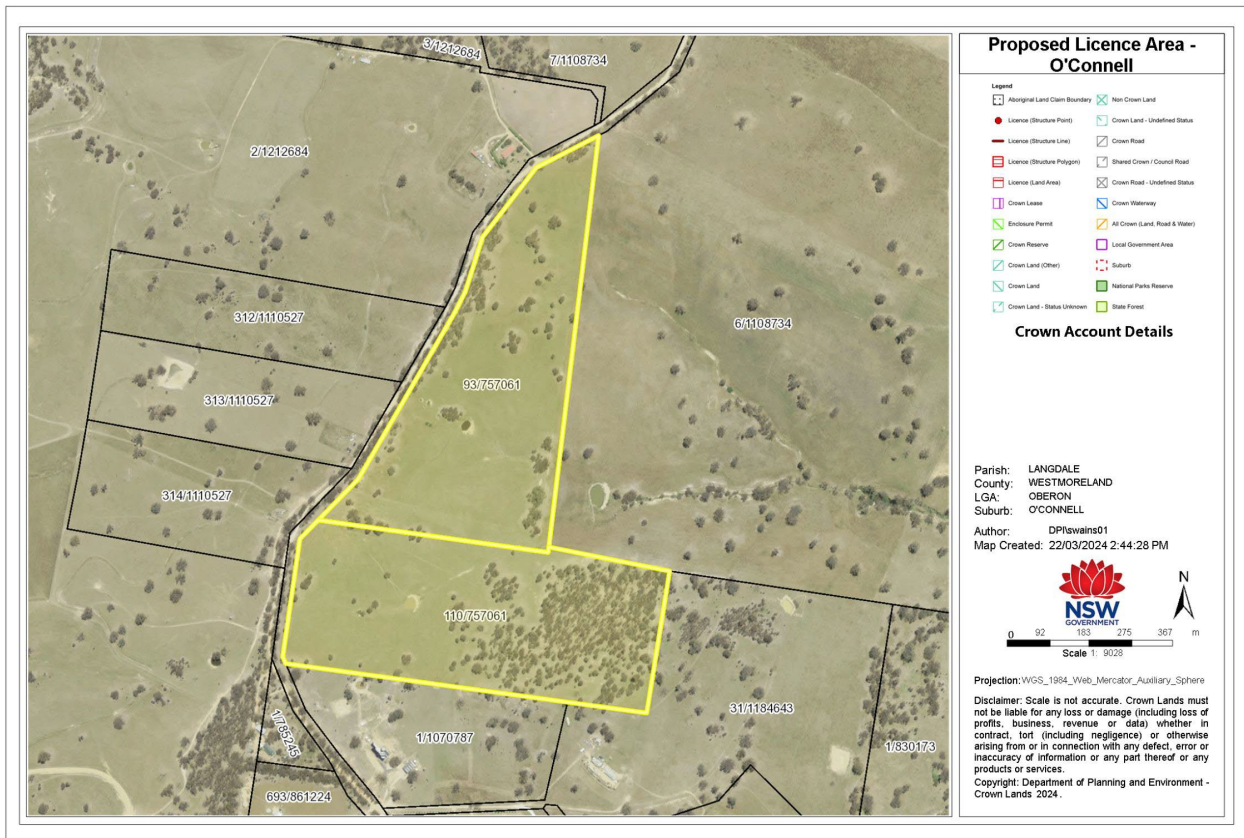 Proposed Licence Area -
O'Connell
Legend
Aboriginal Land Claim Boundary
Non Crown Land
Licence (Structure Point)
Crown Land - Undefined Status
Licence (Structure Line)
Crown Road
Licence (Structure Polygon)
Shared Crown / Council Road
Licence (Land Area)
Crown Road - Undefined Status
Crown Lease
Crown Waterway
Enclosure Permit
All Crown (Land, Road & Water)
Crown Reserve
Local Government Area
Crown Land (Other)
Suburb
Crown Land
National Parks Reserve
Crown Land - Status Unknown
State Forest
Crown Account Details
Parish: LANGDALE
County: WESTMORELAND
LGA: OBERON
Suburb: O'CONNELL
Author: DPI\swains01
Map Created: 22/03/2024 2:44:28 PM
NSW
GOVERNMENT
N
0 92 183 275 367 m
Scale 1: 9028
Projection: WGS_1984_Web_Mercator_Auxiliary_Sphere
Disclaimer: Scale is not accurate. Crown Lands must
not be liable for any loss or damage (including loss of
profits, business, revenue or data) whether in
contract, tort (including negligence) or otherwise
arising from or in connection with any defect, error or
inaccuracy of information or any part thereof or any
products or services.
Copyright: Department of Planning and Environment -
Crown Lands 2024 .
3/1212684
7/1108734
2/1212684
312/1110527
6/1108734
93/757061
313/1110527
314/1110527
110/757061
31/1184643
1/785245
1/1070787
1/830173
693/861224